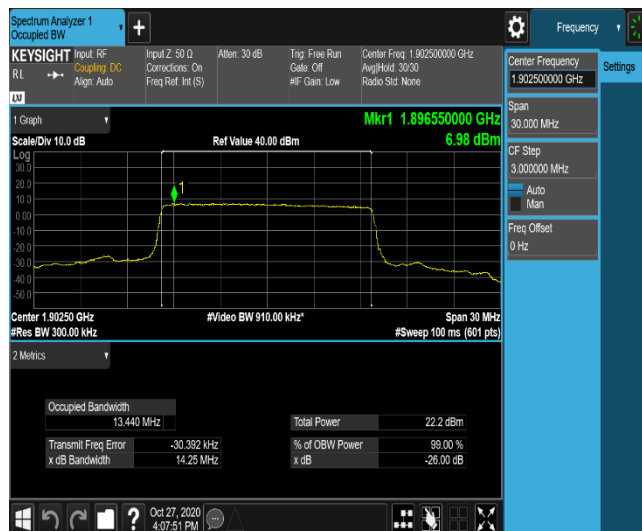 Spectrum Analyzer 1
Occupied BW
+
Frequency
KEYSIGHT
RL
LXI
Input: RF
Coupling: DC
Align: Auto
Input Z: 50 Ω
Corrections: On
Freq Ref: Int (S)
Atten: 30 dB
Trig: Free Run
Gate: Off
#IF Gain: Low
Center Freq: 1.902500000 GHz
Avg|Hold: 30/30
Radio Std: None
1 Graph
Scale/Div 10.0 dB
Ref Value 40.00 dBm
Mkr1 1.896550000 GHz
6.98 dBm
Log
30.0
20.0
10.0
0.00
-10.0
-20.0
-30.0
-40.0
-50.0
1
Center 1.90250 GHz
#Res BW 300.00 kHz
#Video BW 910.00 kHz*
Span 30 MHz
#Sweep 100 ms (601 pts)
2 Metrics
Occupied Bandwidth
13.440 MHz
Transmit Freq Error -30.392 kHz
x dB Bandwidth 14.25 MHz
Total Power 22.2 dBm
% of OBW Power 99.00 %
x dB -26.00 dB
Center Frequency
1.902500000 GHz
Settings
Span
30.000 MHz
CF Step
3.000000 MHz
Auto
Man
Freq Offset
0 Hz
?
Oct 27, 2020
4:07:51 PM